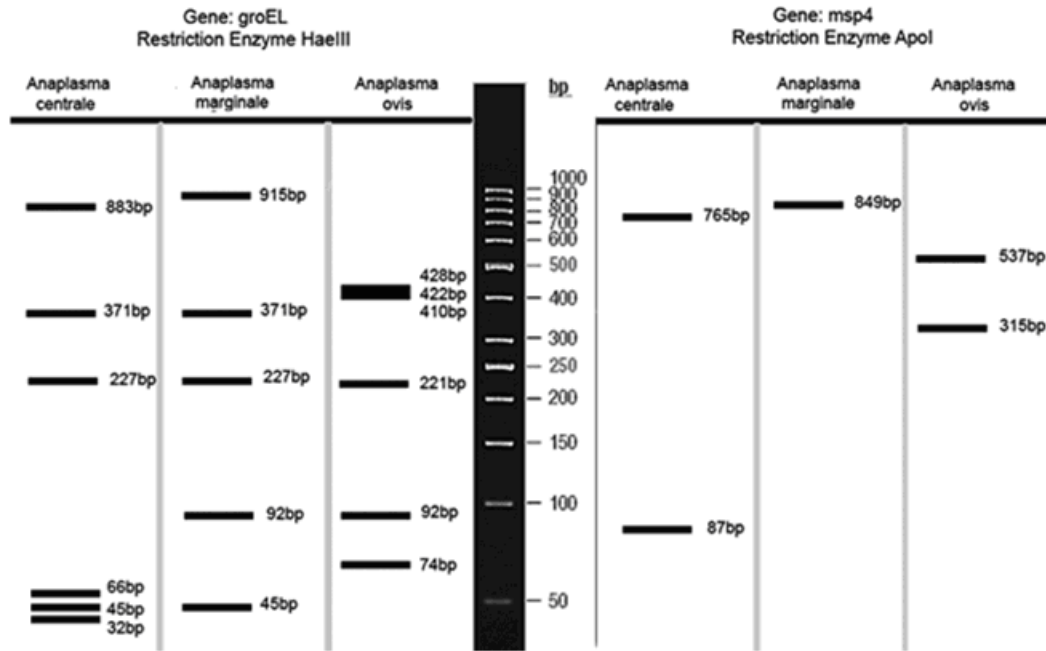 Gene: groEL
Restriction Enzyme HaeIII
Anaplasma
centrale
Anaplasma
marginale
Anaplasma
ovis
883bp
371bp
227bp
66bp
45bp
32bp
915bp
371bp
227bp
92bp
45bp
428bp
422bp
410bp
221bp
92bp
74bp
bp
1000
900
800
700
600
500
400
300
250
200
150
100
50
Gene: msp4
Restriction Enzyme ApoI
Anaplasma
centrale
Anaplasma
marginale
Anaplasma
ovis
765bp
87bp
849bp
537bp
315bp